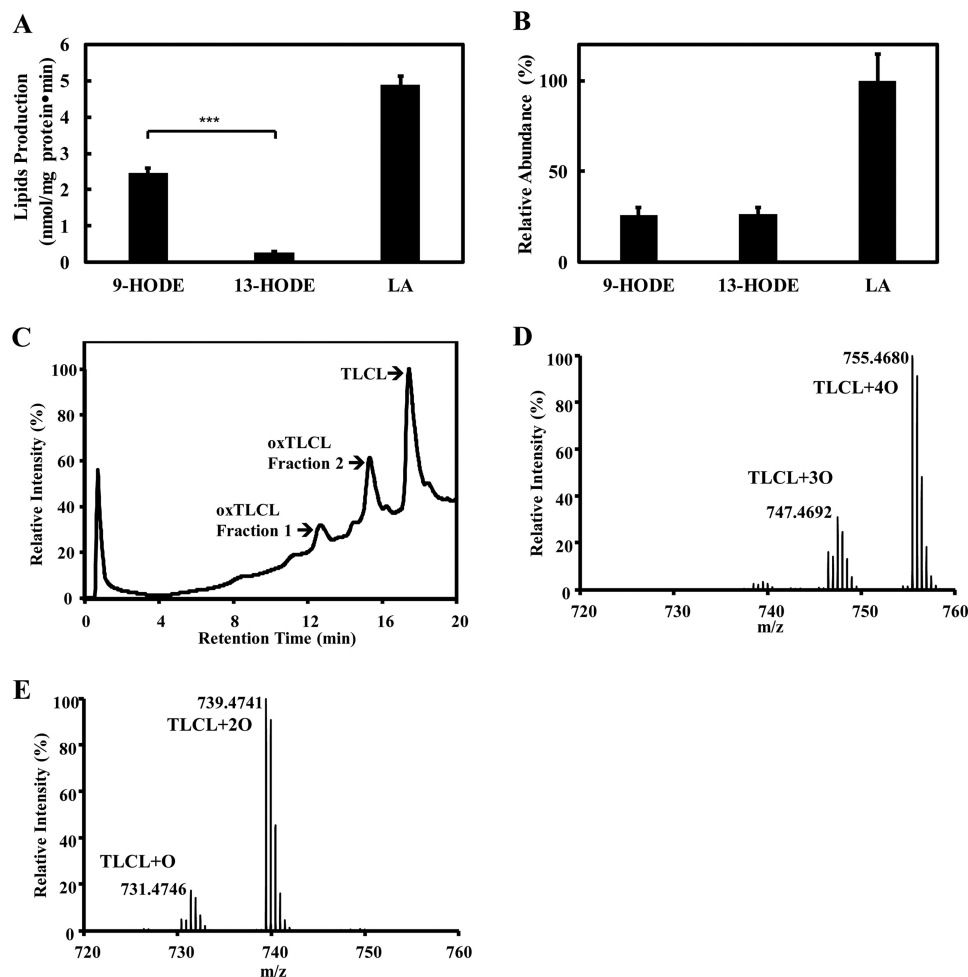 A
Lipids Production
(nmol/mg protein•min)
6
5
4
3
2
1
0
***
9-HODE
13-HODE
LA
B
Relative Abundance (%)
100
50
0
9-HODE
13-HODE
LA
C
Relative Intensity (%)
100
80
60
40
20
0
TLCL
oxTLCL
Fraction 2
oxTLCL
Fraction 1
0
4
8
12
16
20
Retention Time (min)
D
Relative Intensity (%)
100
80
60
40
20
0
755.4680
TLCL+4O
TLCL+3O
747.4692
720
730
740
750
760
m/z
E
Relative Intensity (%)
100
80
60
40
20
0
739.4741
TLCL+2O
TLCL+O
731.4746
720
730
740
750
760
m/z